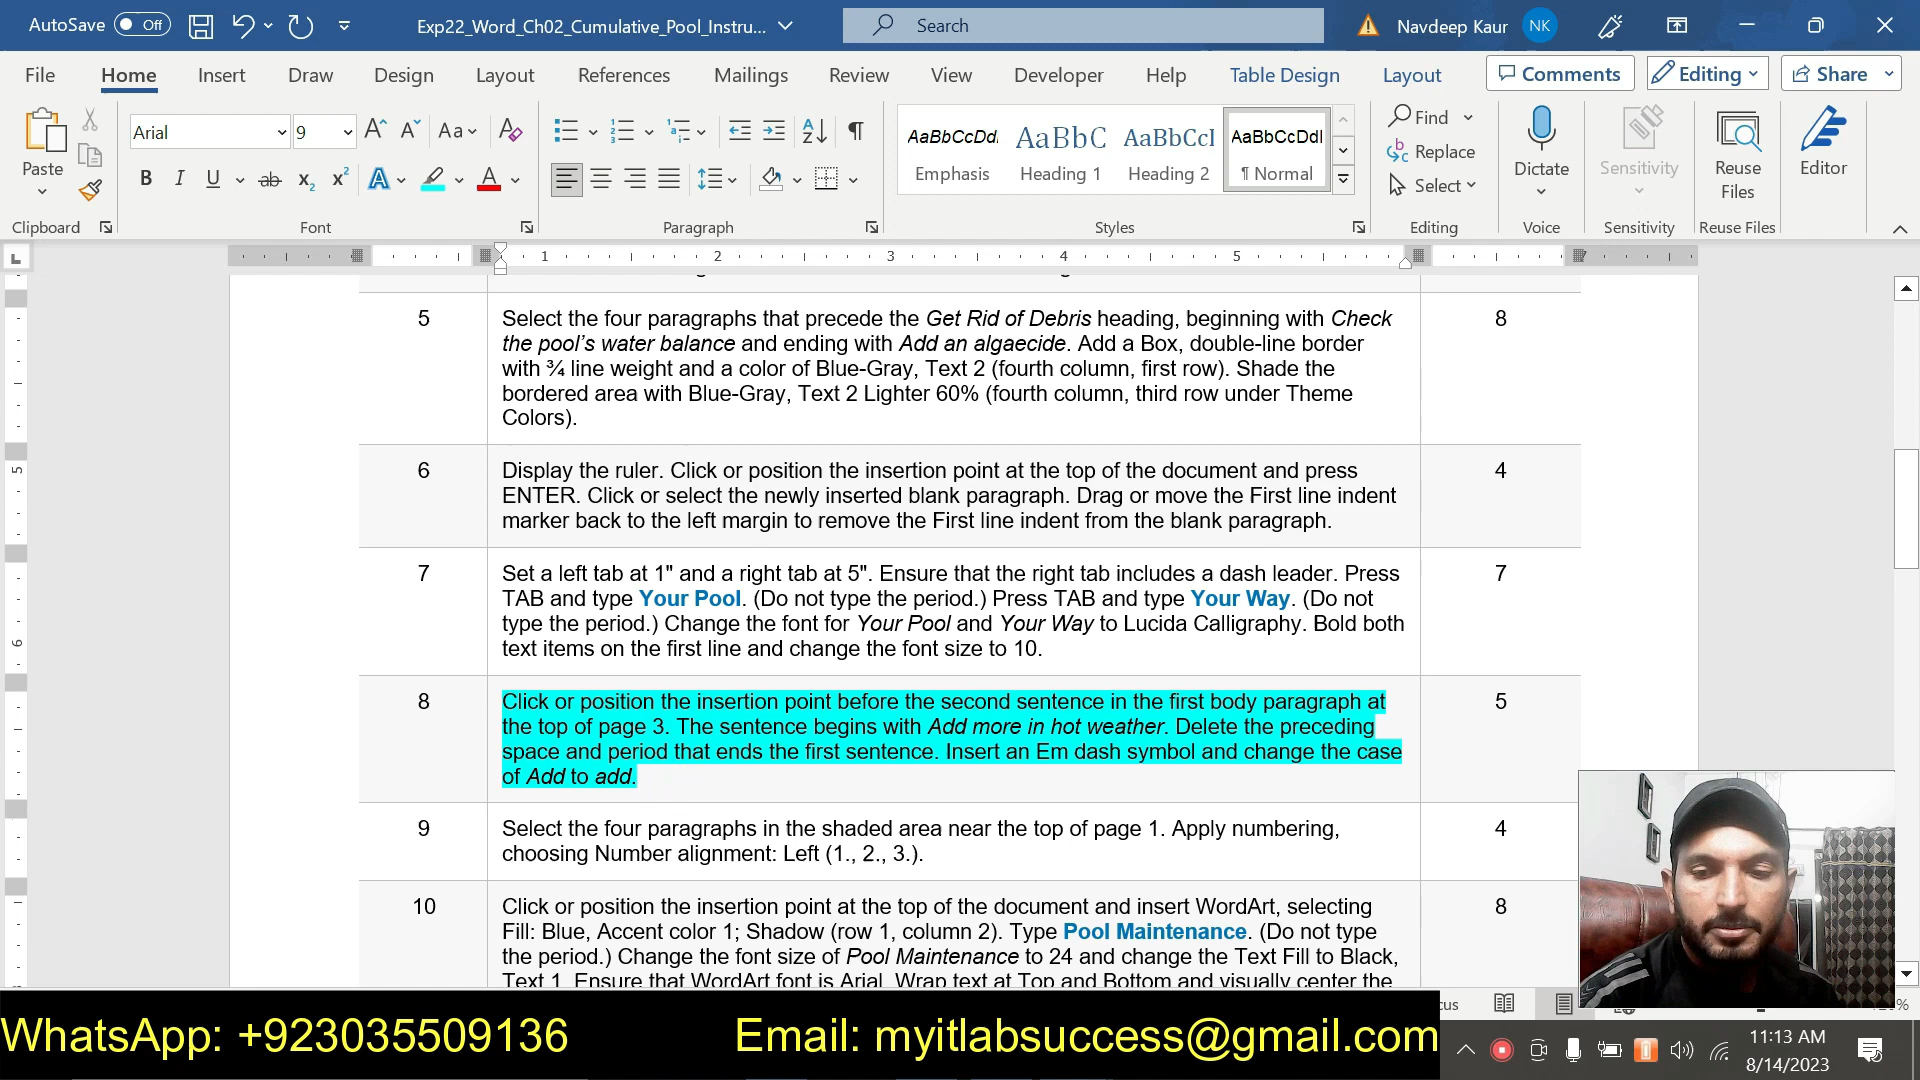 AutoSave Off Exp22_Word_Ch02_Cumulative_Pool_Instru... Search Navdeep Kaur NK
File Home Insert Draw Design Layout References Mailings Review View Developer Help Table Design Layout Comments Editing Share
Paste
Arial 9
Aa
B I U ab x2 x2 A A
AaBbCcDdl Emphasis
AaBbC Heading 1
AaBbCcI Heading 2
AaBbCcDdI ¶ Normal
Find
Replace
Select
Dictate
Sensitivity
Reuse Files
Editor
Clipboard Font Paragraph Styles Editing Voice Sensitivity Reuse Files
L 1 2 3 4 5 7
5 Select the four paragraphs that precede the Get Rid of Debris heading, beginning with Check 8
the pool's water balance and ending with Add an algaecide. Add a Box, double-line border
with ¾ line weight and a color of Blue-Gray, Text 2 (fourth column, first row). Shade the
bordered area with Blue-Gray, Text 2 Lighter 60% (fourth column, third row under Theme
Colors).
6 Display the ruler. Click or position the insertion point at the top of the document and press 4
ENTER. Click or select the newly inserted blank paragraph. Drag or move the First line indent
marker back to the left margin to remove the First line indent from the blank paragraph.
7 Set a left tab at 1" and a right tab at 5". Ensure that the right tab includes a dash leader. Press 7
TAB and type Your Pool. (Do not type the period.) Press TAB and type Your Way. (Do not
type the period.) Change the font for Your Pool and Your Way to Lucida Calligraphy. Bold both
text items on the first line and change the font size to 10.
8 Click or position the insertion point before the second sentence in the first body paragraph at 5
the top of page 3. The sentence begins with Add more in hot weather. Delete the preceding
space and period that ends the first sentence. Insert an Em dash symbol and change the case
of Add to add.
9 Select the four paragraphs in the shaded area near the top of page 1. Apply numbering, 4
choosing Number alignment: Left (1., 2., 3.).
10 Click or position the insertion point at the top of the document and insert WordArt, selecting 8
Fill: Blue, Accent color 1; Shadow (row 1, column 2). Type Pool Maintenance. (Do not type
the period.) Change the font size of Pool Maintenance to 24 and change the Text Fill to Black,
Text 1. Ensure that WordArt font is Arial. Wrap text at Top and Bottom and visually center the
5
6
WhatsApp: +923035509136 Email: myitlabsuccess@gmail.com
11:13 AM
8/14/2023